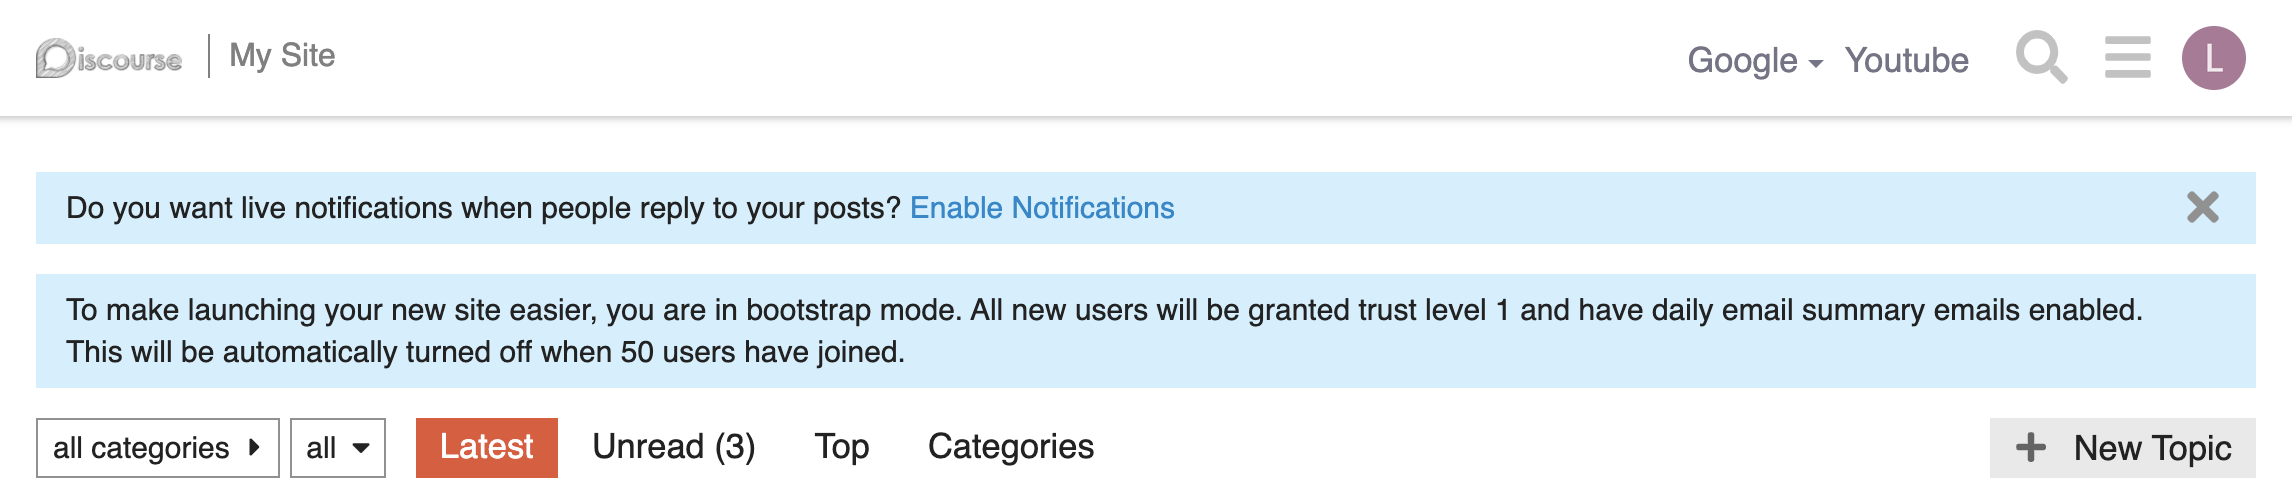 Discourse My Site Google Youtube L
Do you want live notifications when people reply to your posts? Enable Notifications
To make launching your new site easier, you are in bootstrap mode. All new users will be granted trust level 1 and have daily email summary emails enabled.
This will be automatically turned off when 50 users have joined.
all categories all Latest Unread (3) Top Categories New Topic